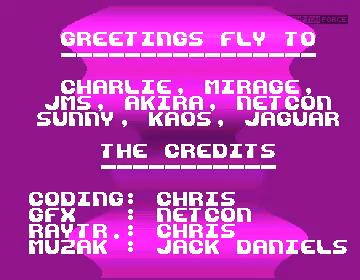 GREETINGS FLY TO
CHARLIE, MIRAGE,
JMS, AKIRA, NETCON
SUNNY, KAOS, JAGUAR
THE CREDITS
CODING: CHRIS
GFX   : NETCON
RAYTR.: CHRIS
MUZAK : JACK DANIELS